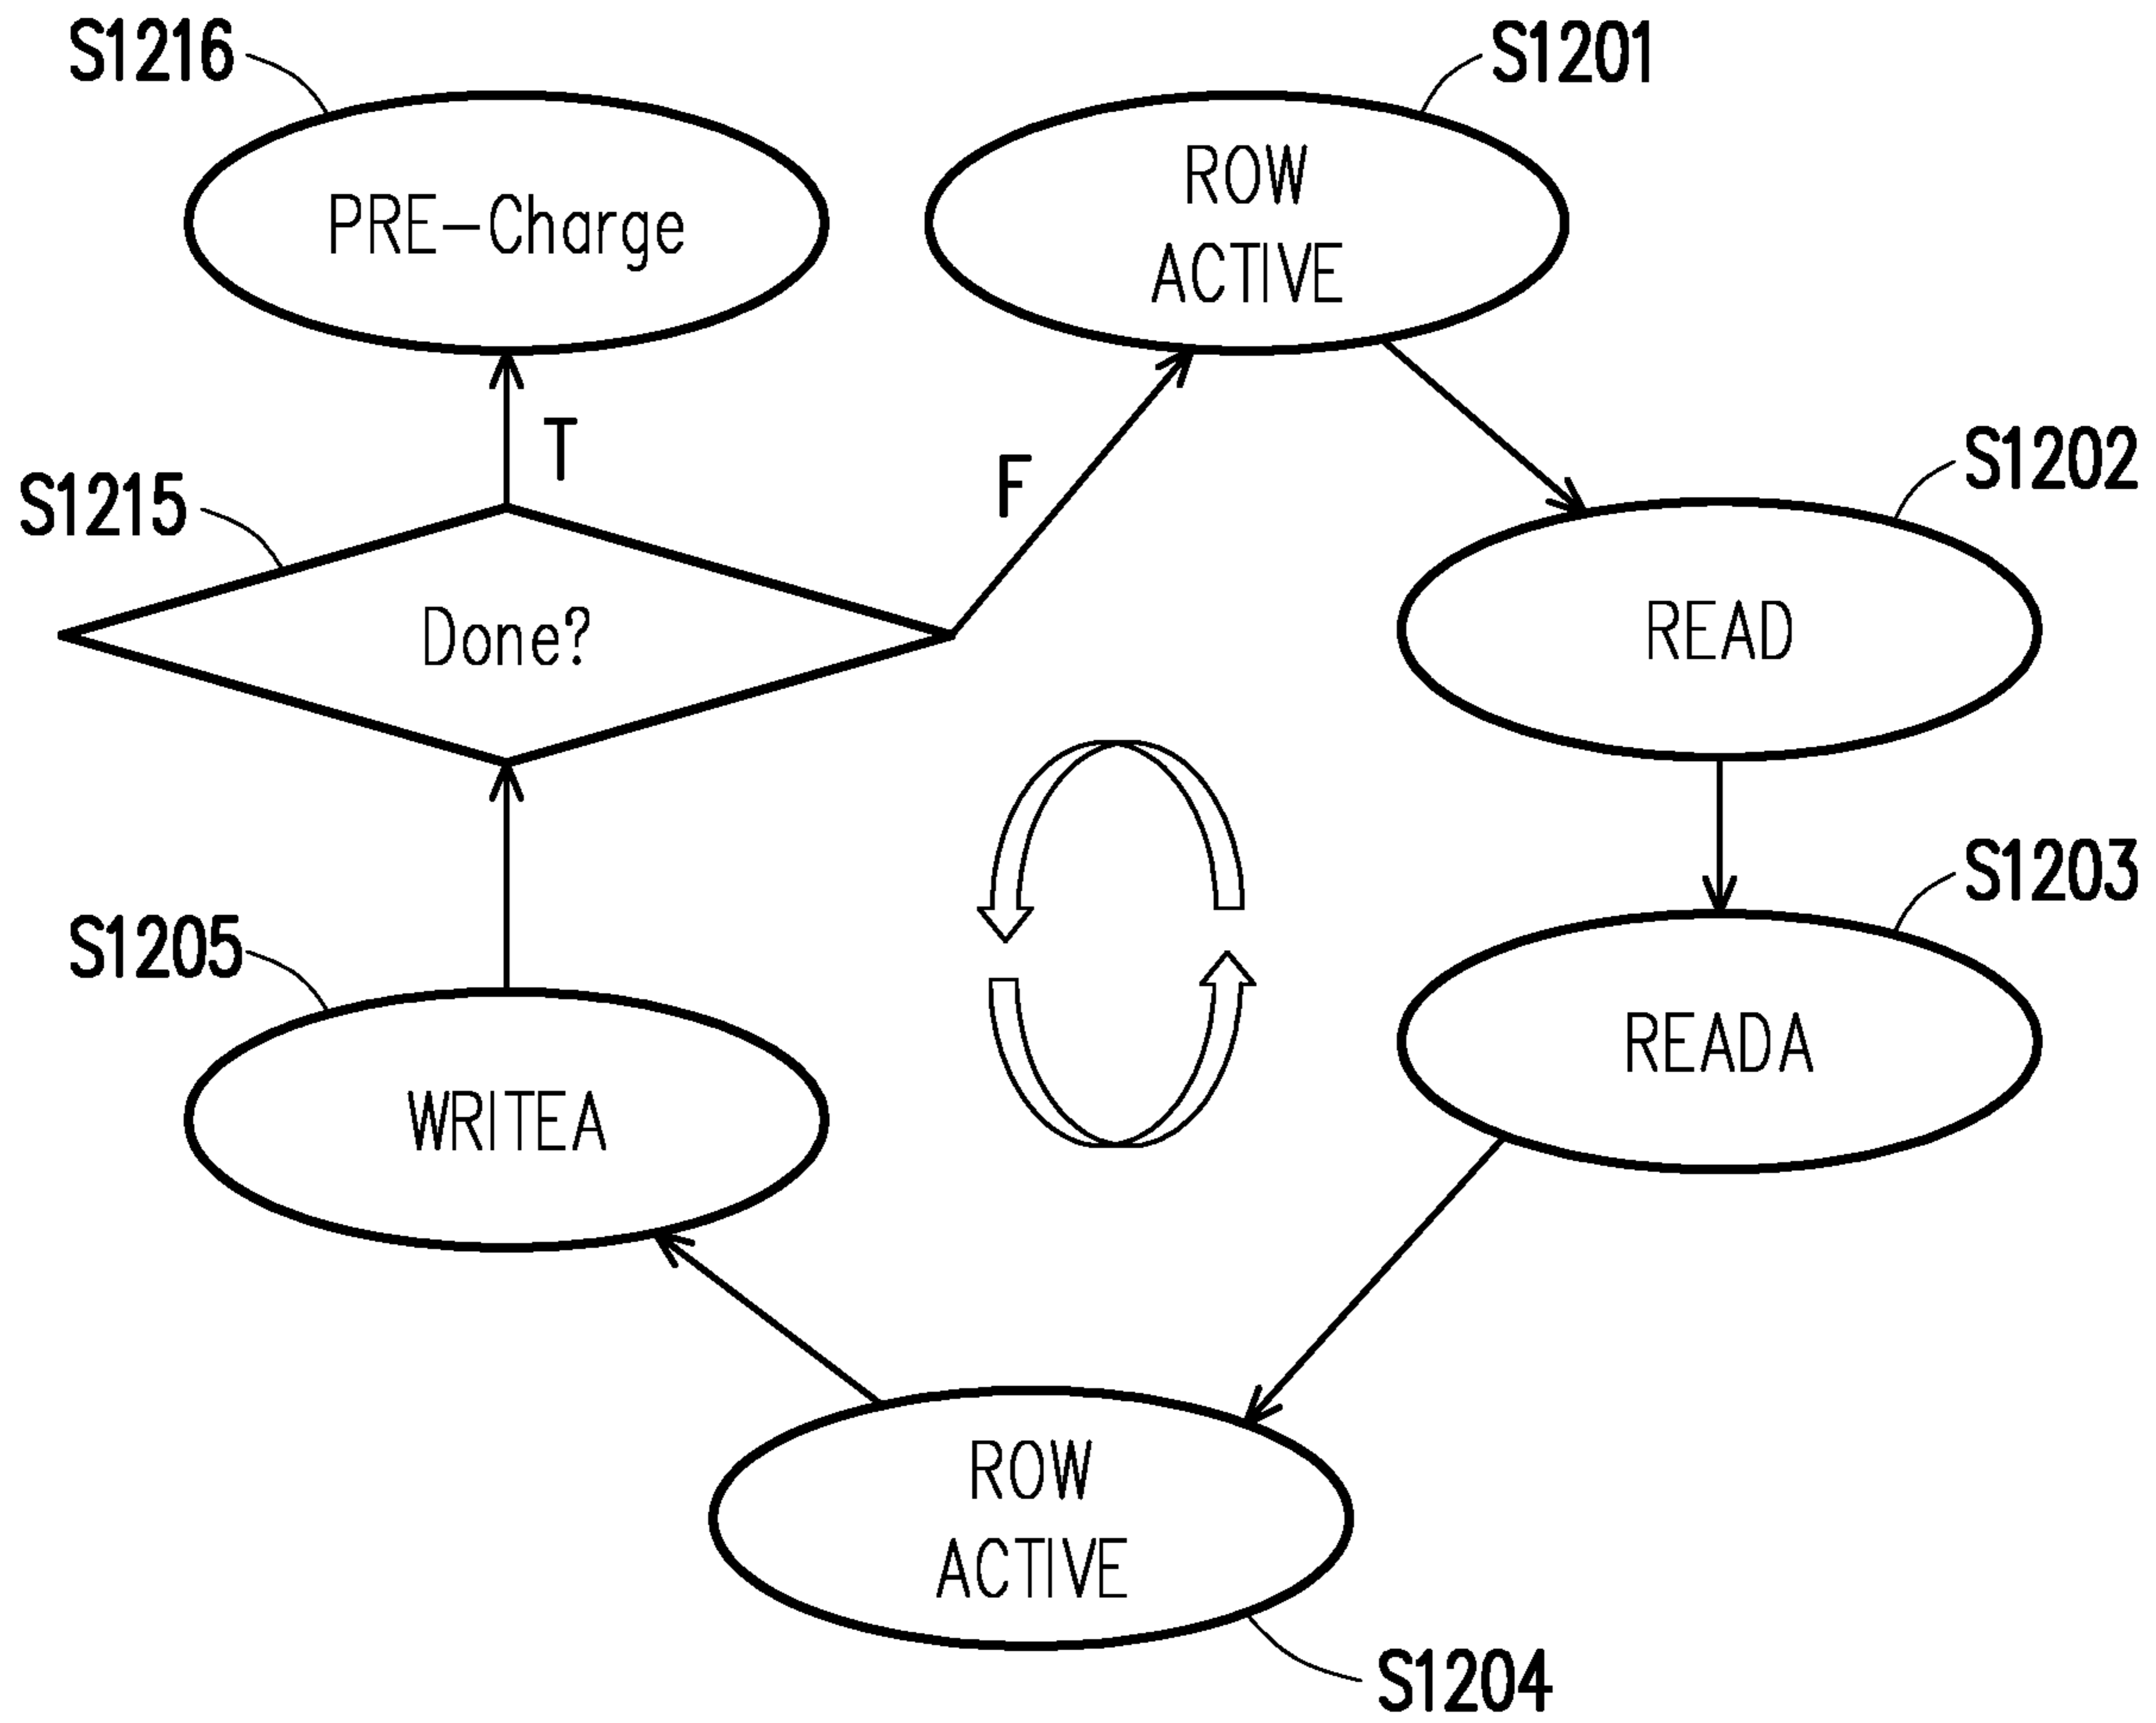 S1216
S1201
PRE-Charge
ROW
ACTIVE
T
F
S1215
S1202
Done?
READ
S1203
S1205
READA
WRITEA
ROW
ACTIVE
S1204